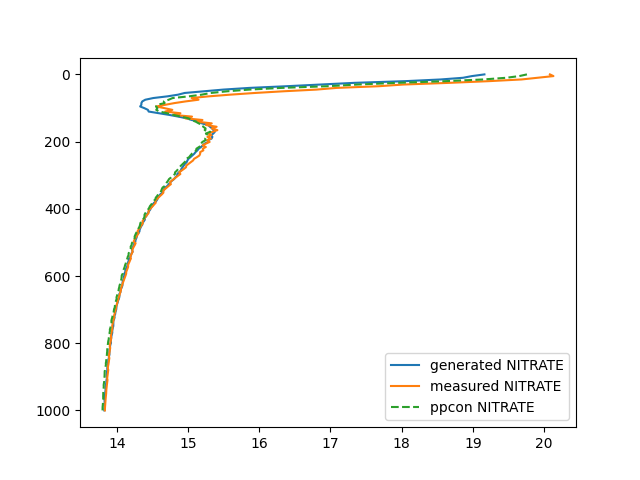 0
200
400
600
800
1000
14 15 16 17 18 19 20
generated NITRATE
measured NITRATE
ppcon NITRATE